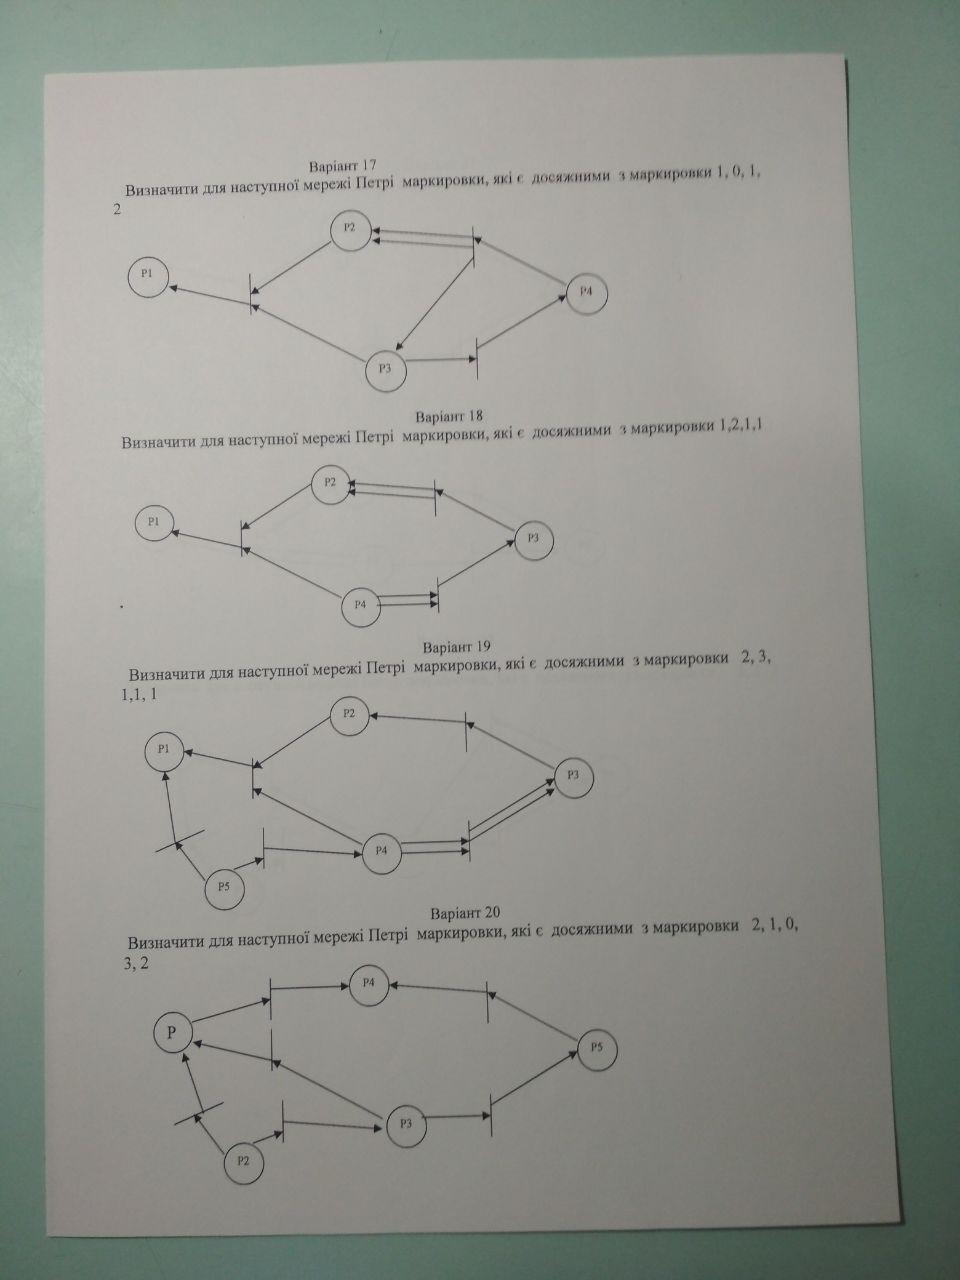 Варіант 17
Визначити для наступної мережі Петрі маркировки, які є досяжними з маркировки 1, 0, 1,
2
P2
P1
P4
P3
Варіант 18
Визначити для наступної мережі Петрі маркировки, які є досяжними з маркировки 1,2,1,1
P2
P1
P3
P4
Варіант 19
Визначити для наступної мережі Петрі маркировки, які є досяжними з маркировки 2, 3,
1,1, 1
P2
P1
P3
P4
P5
Варіант 20
Визначити для наступної мережі Петрі маркировки, які є досяжними з маркировки 2, 1, 0,
3, 2
P4
P
P5
P3
P2